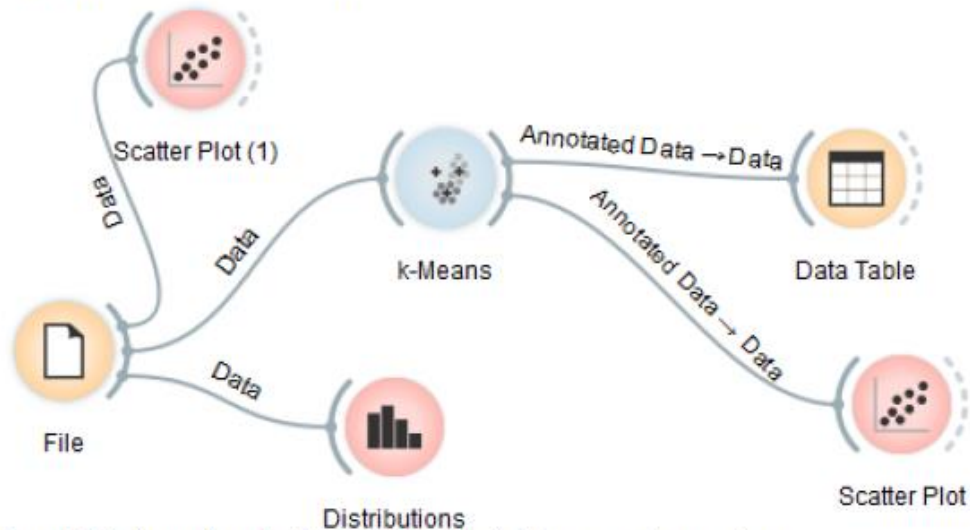 Scatter Plot (1)
Data
Annotated Data → Data
Data
k-Means
Data Table
Annotated Data → Data
Data
File
Scatter Plot
Distributions